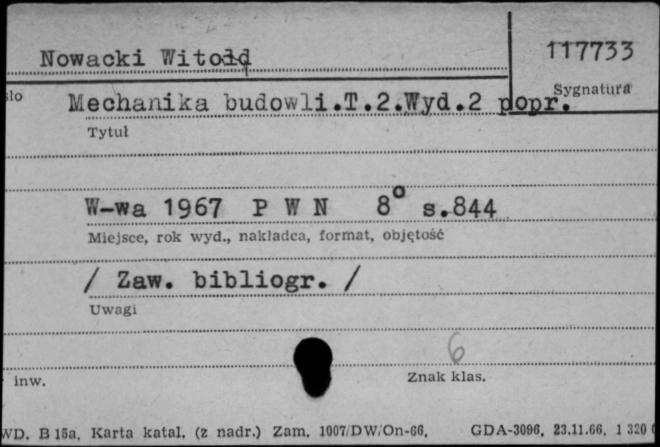 Nowacki Witold
117733
Sygnatura
Mechanika budowli.T.2.Wyd.2 popr.
Tytuł
W-wa 1967 P W N 8° s.844
Miejsce, rok wyd., nakładca, format, objętość
/ Zaw. bibliogr. /
Uwagi
6
inw.
Znak klas.
WD. B 15a. Karta katal. (z nadr.) Zam. 1007/DW/On-66. GDA-3096. 23.11.66. 1 320